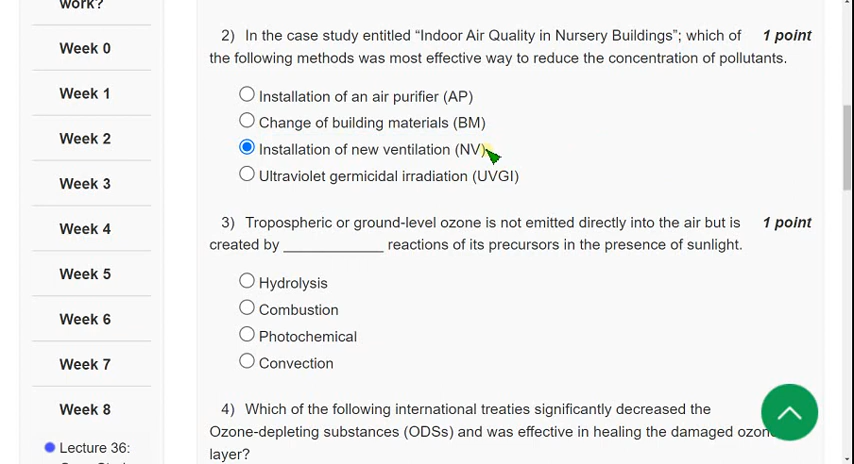 work?
Week 0
Week 1
Week 2
Week 3
Week 4
Week 5
Week 6
Week 7
Week 8
Lecture 36:
2) In the case study entitled “Indoor Air Quality in Nursery Buildings”; which of 1 point
the following methods was most effective way to reduce the concentration of pollutants.
Installation of an air purifier (AP)
Change of building materials (BM)
Installation of new ventilation (NV)
Ultraviolet germicidal irradiation (UVGI)
3) Tropospheric or ground-level ozone is not emitted directly into the air but is 1 point
created by ____________ reactions of its precursors in the presence of sunlight.
Hydrolysis
Combustion
Photochemical
Convection
4) Which of the following international treaties significantly decreased the
Ozone-depleting substances (ODSs) and was effective in healing the damaged ozon
layer?